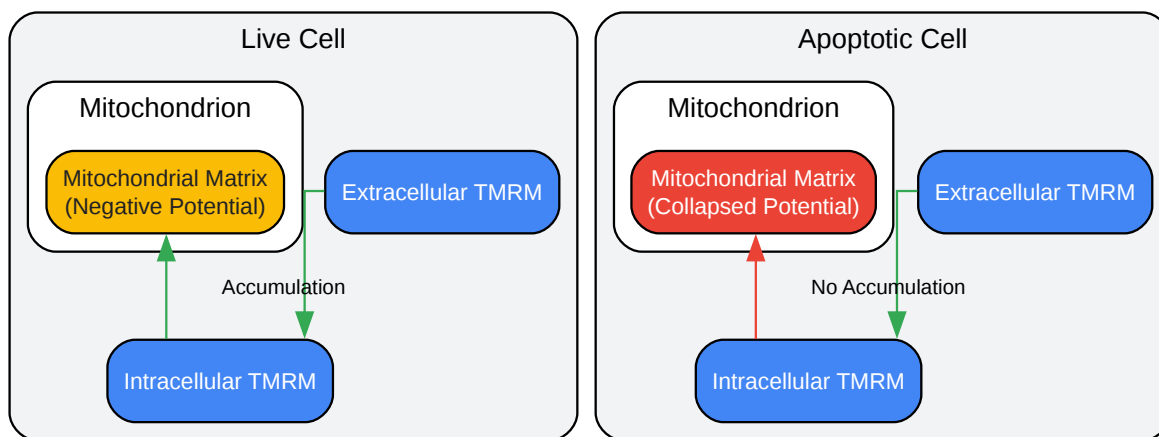 Live Cell
Mitochondrion
Mitochondrial Matrix
(Negative Potential)
Extracellular TMRM
Accumulation
Intracellular TMRM
Apoptotic Cell
Mitochondrion
Mitochondrial Matrix
(Collapsed Potential)
Extracellular TMRM
No Accumulation
Intracellular TMRM